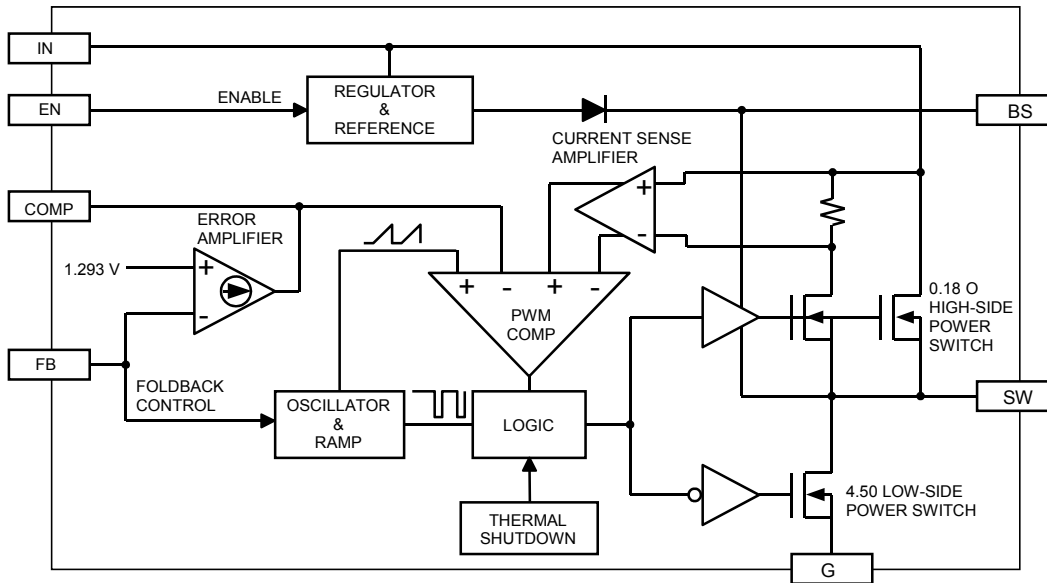 IN
EN
ENABLE
REGULATOR
&
REFERENCE
BS
CURRENT SENSE
AMPLIFIER
COMP
ERROR
AMPLIFIER
1.293 V
+
-
+
-
+ - + -
PWM
COMP
0.18 O
HIGH-SIDE
POWER
SWITCH
FB
FOLDBACK
CONTROL
OSCILLATOR
&
RAMP
LOGIC
SW
THERMAL
SHUTDOWN
4.50 LOW-SIDE
POWER SWITCH
G